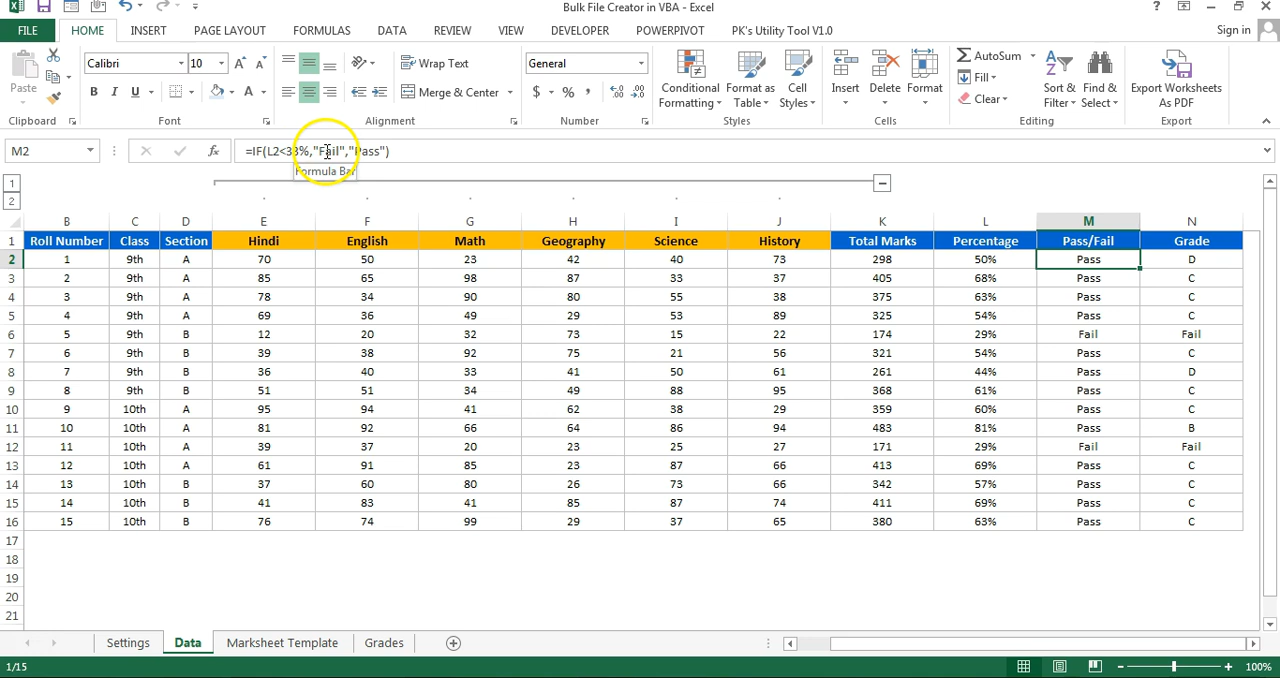 Bulk File Creator in VBA - Excel
?
FILE HOME INSERT PAGE LAYOUT FORMULAS DATA REVIEW VIEW DEVELOPER POWERPIVOT PK's Utility Tool V1.0 Sign in
Calibri 10 Wrap Text General AutoSum
Fill
Paste B I U A Merge & Center $ % Conditional Formatting Format as Table Cell Styles Insert Delete Format Clear Sort & Filter Find & Select Export Worksheets As PDF
Clipboard Font Alignment Number Styles Cells Editing Export
M2 fx =IF(L2<33%,"Fail","Pass")
Formula Bar
1
2
B C D E F G H I J K L M N
1 Roll Number Class Section Hindi English Math Geography Science History Total Marks Percentage Pass/Fail Grade
2 1 9th A 70 50 23 42 40 73 298 50% Pass D
3 2 9th A 85 65 98 87 33 37 405 68% Pass C
4 3 9th A 78 34 90 80 55 38 375 63% Pass C
5 4 9th A 69 36 49 29 53 89 325 54% Pass C
6 5 9th B 12 20 32 73 15 22 174 29% Fail Fail
7 6 9th B 39 38 92 75 21 56 321 54% Pass C
8 7 9th B 36 40 33 41 50 61 261 44% Pass D
9 8 9th B 51 51 34 49 88 95 368 61% Pass C
10 9 10th A 95 94 41 62 38 29 359 60% Pass C
11 10 10th A 81 92 66 64 86 94 483 81% Pass B
12 11 10th A 39 37 20 23 25 27 171 29% Fail Fail
13 12 10th A 61 91 85 23 87 66 413 69% Pass C
14 13 10th B 37 60 80 26 73 66 342 57% Pass C
15 14 10th B 41 83 41 85 87 74 411 69% Pass C
16 15 10th B 76 74 99 29 37 65 380 63% Pass C
17
18
19
20
21
Settings Data Marksheet Template Grades
1/15 100%